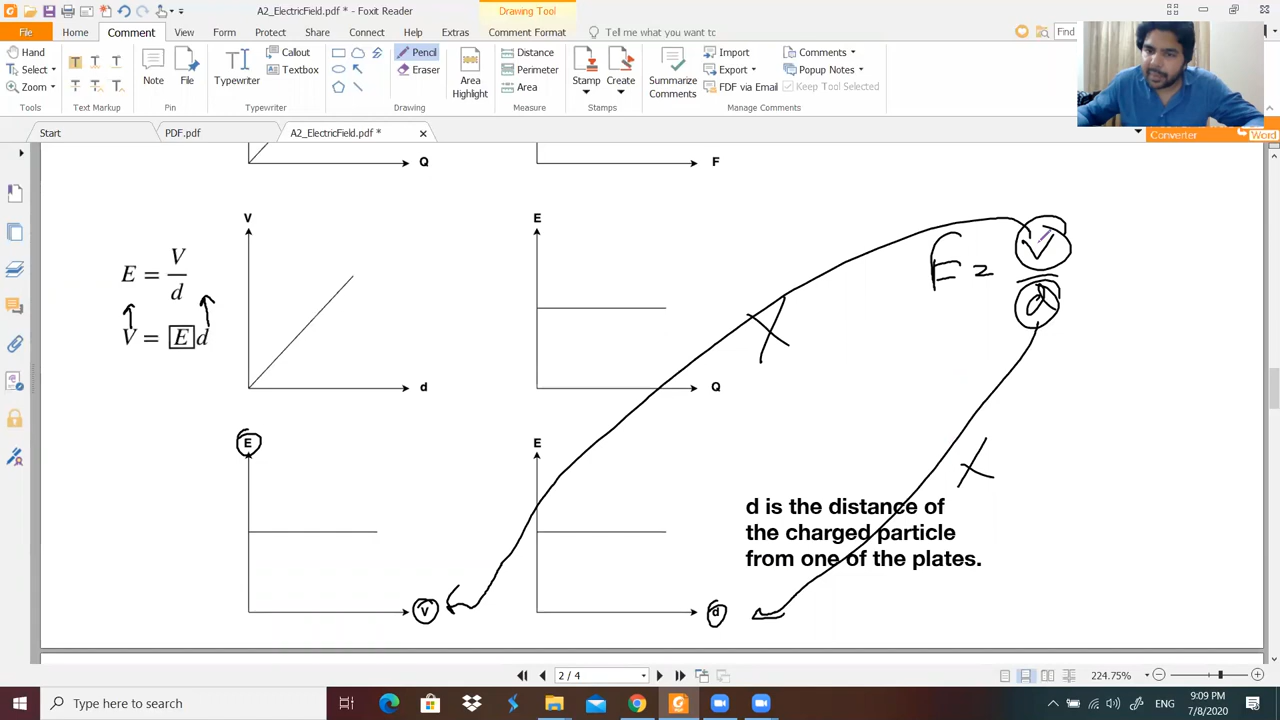 A2_ElectricField.pdf * - Foxit Reader
Drawing Tool
File Home Comment View Form Protect Share Connect Help Extras Comment Format Tell me what you want tc Find
Hand
Select
Zoom
Tools
Text Markup
Note
File
Pin
Typewriter
Callout
Textbox
Typewriter
Pencil
Eraser
Drawing
Area
Highlight
Distance
Perimeter
Area
Measure
Stamp
Create
Stamps
Summarize
Comments
Import
Export
FDF via Email
Comments
Popup Notes
Keep Tool Selected
Manage Comments
Start
PDF.pdf
A2_ElectricField.pdf *
Converter
Word
Q
F
V
E
E = V/d
V = E d
d
Q
E = V/d
E
V
E
d
d is the distance of
the charged particle
from one of the plates.
2 / 4
224.75%
Type here to search
ENG
9:09 PM
7/8/2020